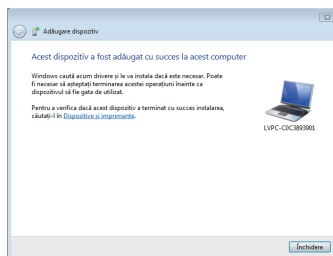 Adăugare dispozitiv
Acest dispozitiv a fost adăugat cu succes la acest computer
Windows caută acum drivere și le va instala dacă este necesar. Poate
fi necesar să așteptați terminarea acestei operațiuni înainte ca
dispozitivul să fie gata de utilizat.
Pentru a verifica dacă acest dispozitiv a terminat cu succes instalarea,
căutați-l în Dispozitive și imprimante.
LVPC-C0C3893901
Închidere